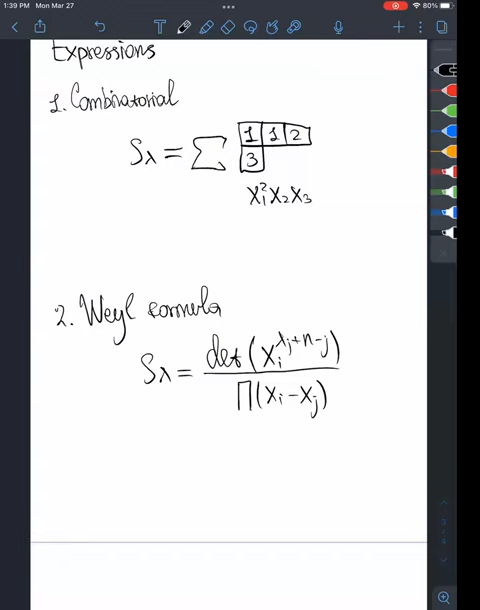 1:39 PM Mon Mar 27
80%
Expressions
1. Combinatorial
Sλ = ∑ 1 1 2
3
X₁²X₂X₃
2. Weyl formula
Sλ = det(Xᵢ^(λj+n-j)) / ∏(Xᵢ-Xⱼ)